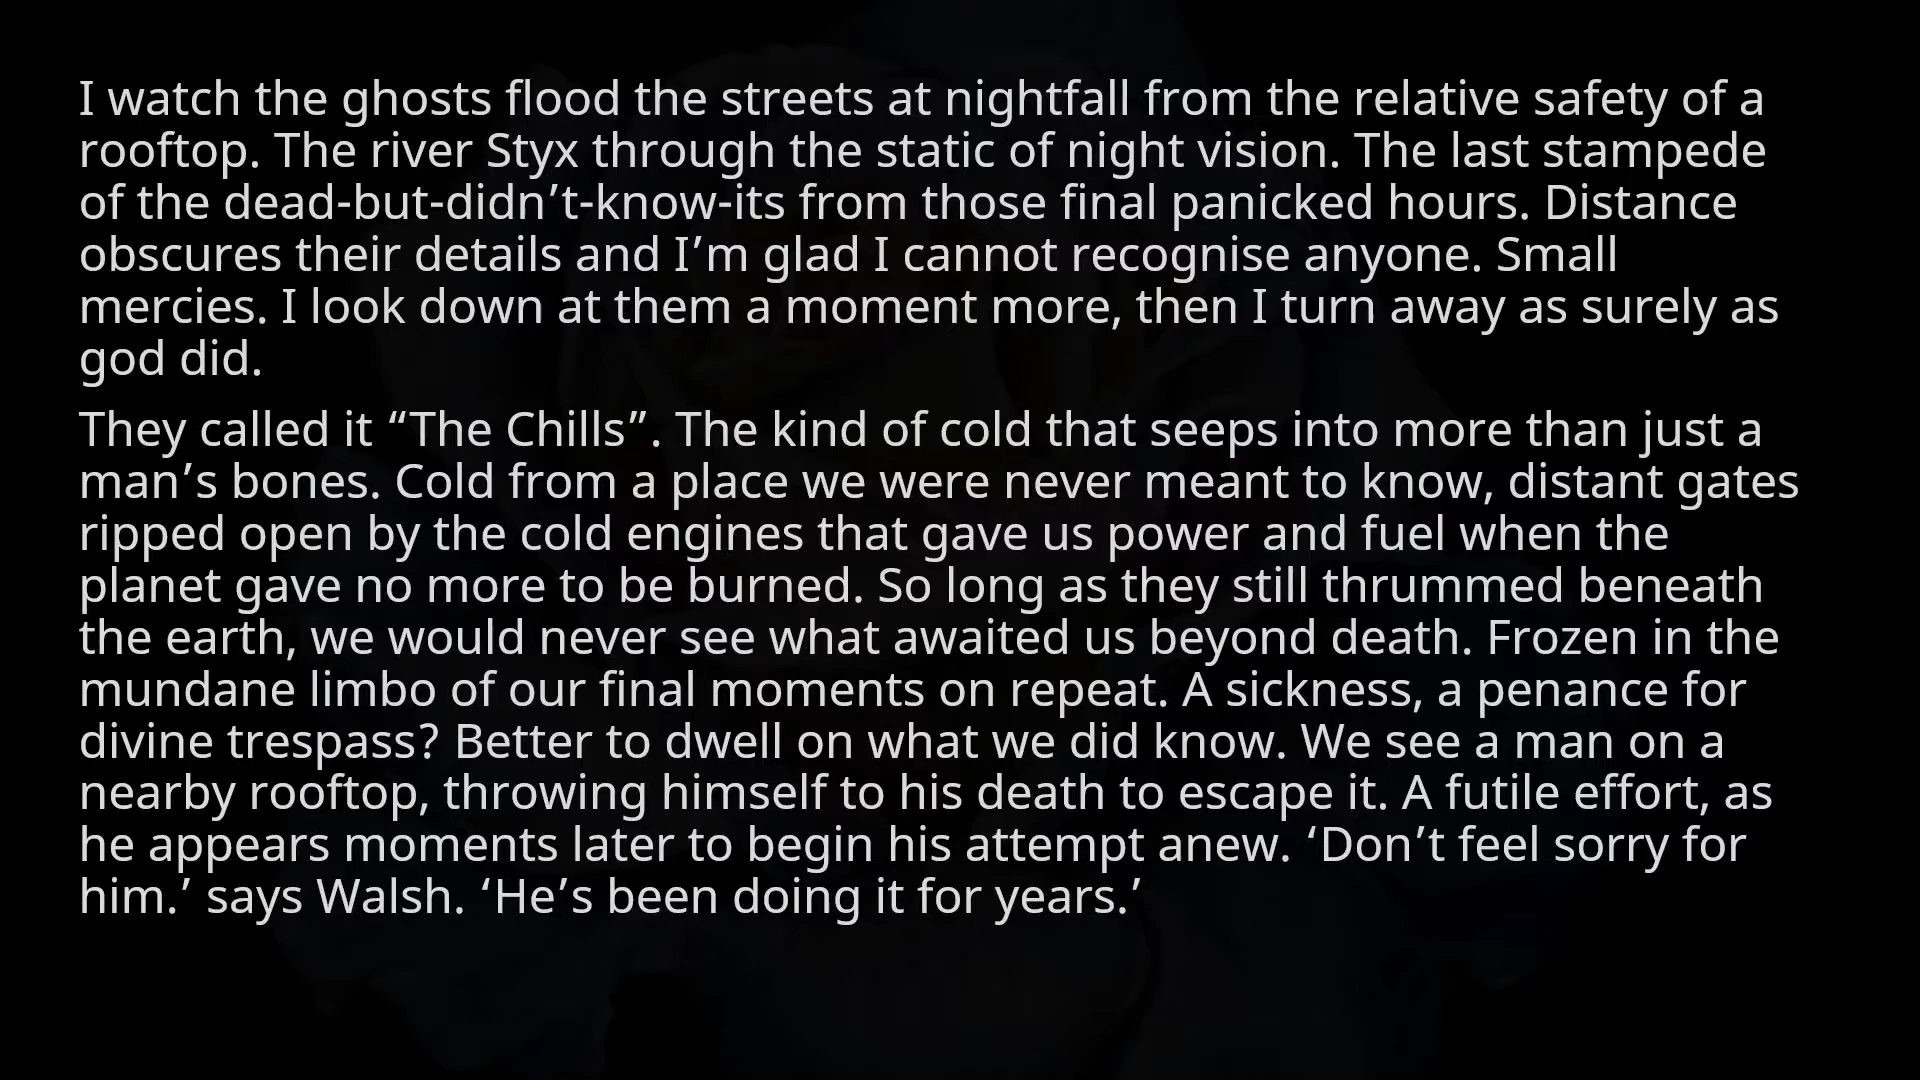 I watch the ghosts flood the streets at nightfall from the relative safety of a
rooftop. The river Styx through the static of night vision. The last stampede
of the dead-but-didn’t-know-its from those final panicked hours. Distance
obscures their details and I’m glad I cannot recognise anyone. Small
mercies. I look down at them a moment more, then I turn away as surely as
god did.
They called it “The Chills”. The kind of cold that seeps into more than just a
man’s bones. Cold from a place we were never meant to know, distant gates
ripped open by the cold engines that gave us power and fuel when the
planet gave no more to be burned. So long as they still thrummed beneath
the earth, we would never see what awaited us beyond death. Frozen in the
mundane limbo of our final moments on repeat. A sickness, a penance for
divine trespass? Better to dwell on what we did know. We see a man on a
nearby rooftop, throwing himself to his death to escape it. A futile effort, as
he appears moments later to begin his attempt anew. ‘Don’t feel sorry for
him.’ says Walsh. ‘He’s been doing it for years.’